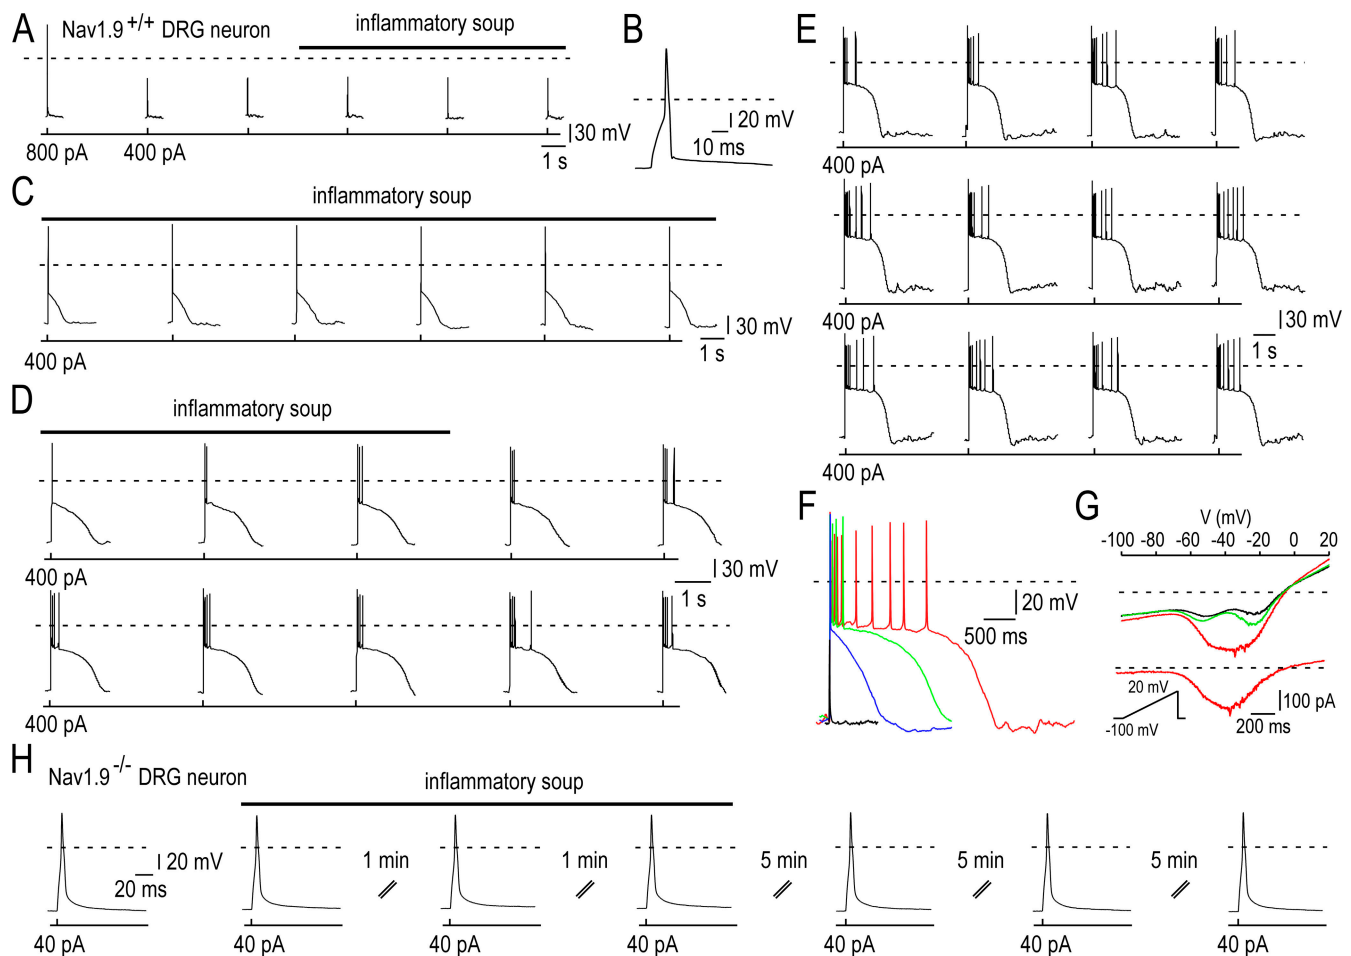 A
Nav1.9+/+ DRG neuron
inflammatory soup
800 pA
400 pA
30 mV
1 s
B
20 mV
10 ms
C
inflammatory soup
400 pA
30 mV
1 s
D
inflammatory soup
400 pA
30 mV
1 s
400 pA
E
400 pA
400 pA
30 mV
1 s
400 pA
F
20 mV
500 ms
G
V (mV)
-100 -80 -60 -40 -20 0 20
20 mV
-100 mV
100 pA
200 ms
H
Nav1.9-/- DRG neuron
inflammatory soup
20 mV
20 ms
1 min
1 min
5 min
5 min
5 min
40 pA
40 pA
40 pA
40 pA
40 pA
40 pA
40 pA